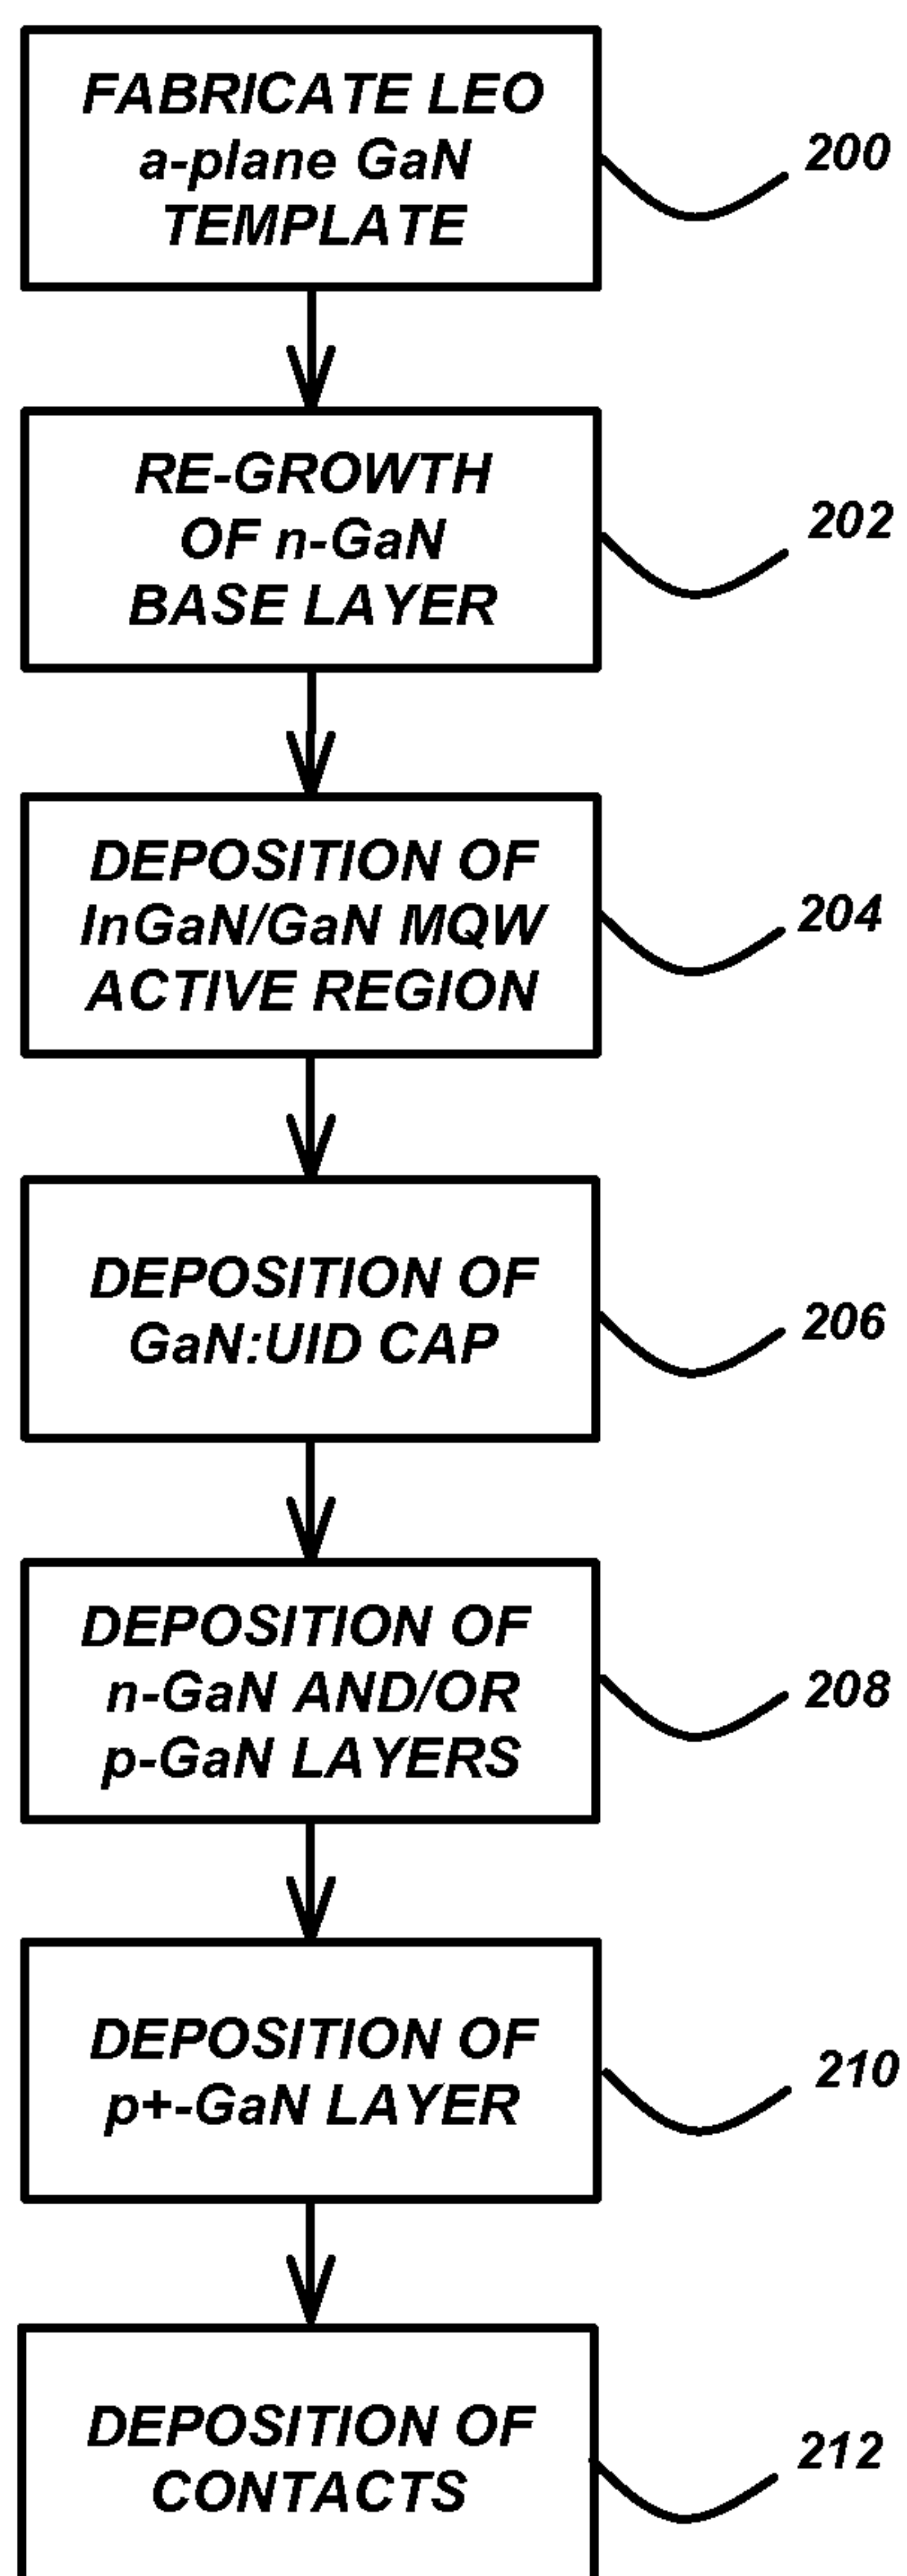 FABRICATE LEO
a-plane GaN
TEMPLATE
200
RE-GROWTH
OF n-GaN
BASE LAYER
202
DEPOSITION OF
InGaN/GaN MQW
ACTIVE REGION
204
DEPOSITION OF
GaN:UID CAP
206
DEPOSITION OF
n-GaN AND/OR
p-GaN LAYERS
208
DEPOSITION OF
p+-GaN LAYER
210
DEPOSITION OF
CONTACTS
212